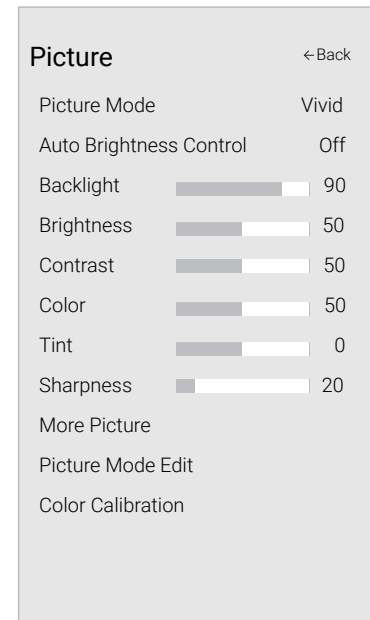 Picture ←Back
Picture Mode Vivid
Auto Brightness Control Off
Backlight 90
Brightness 50
Contrast 50
Color 50
Tint 0
Sharpness 20
More Picture
Picture Mode Edit
Color Calibration